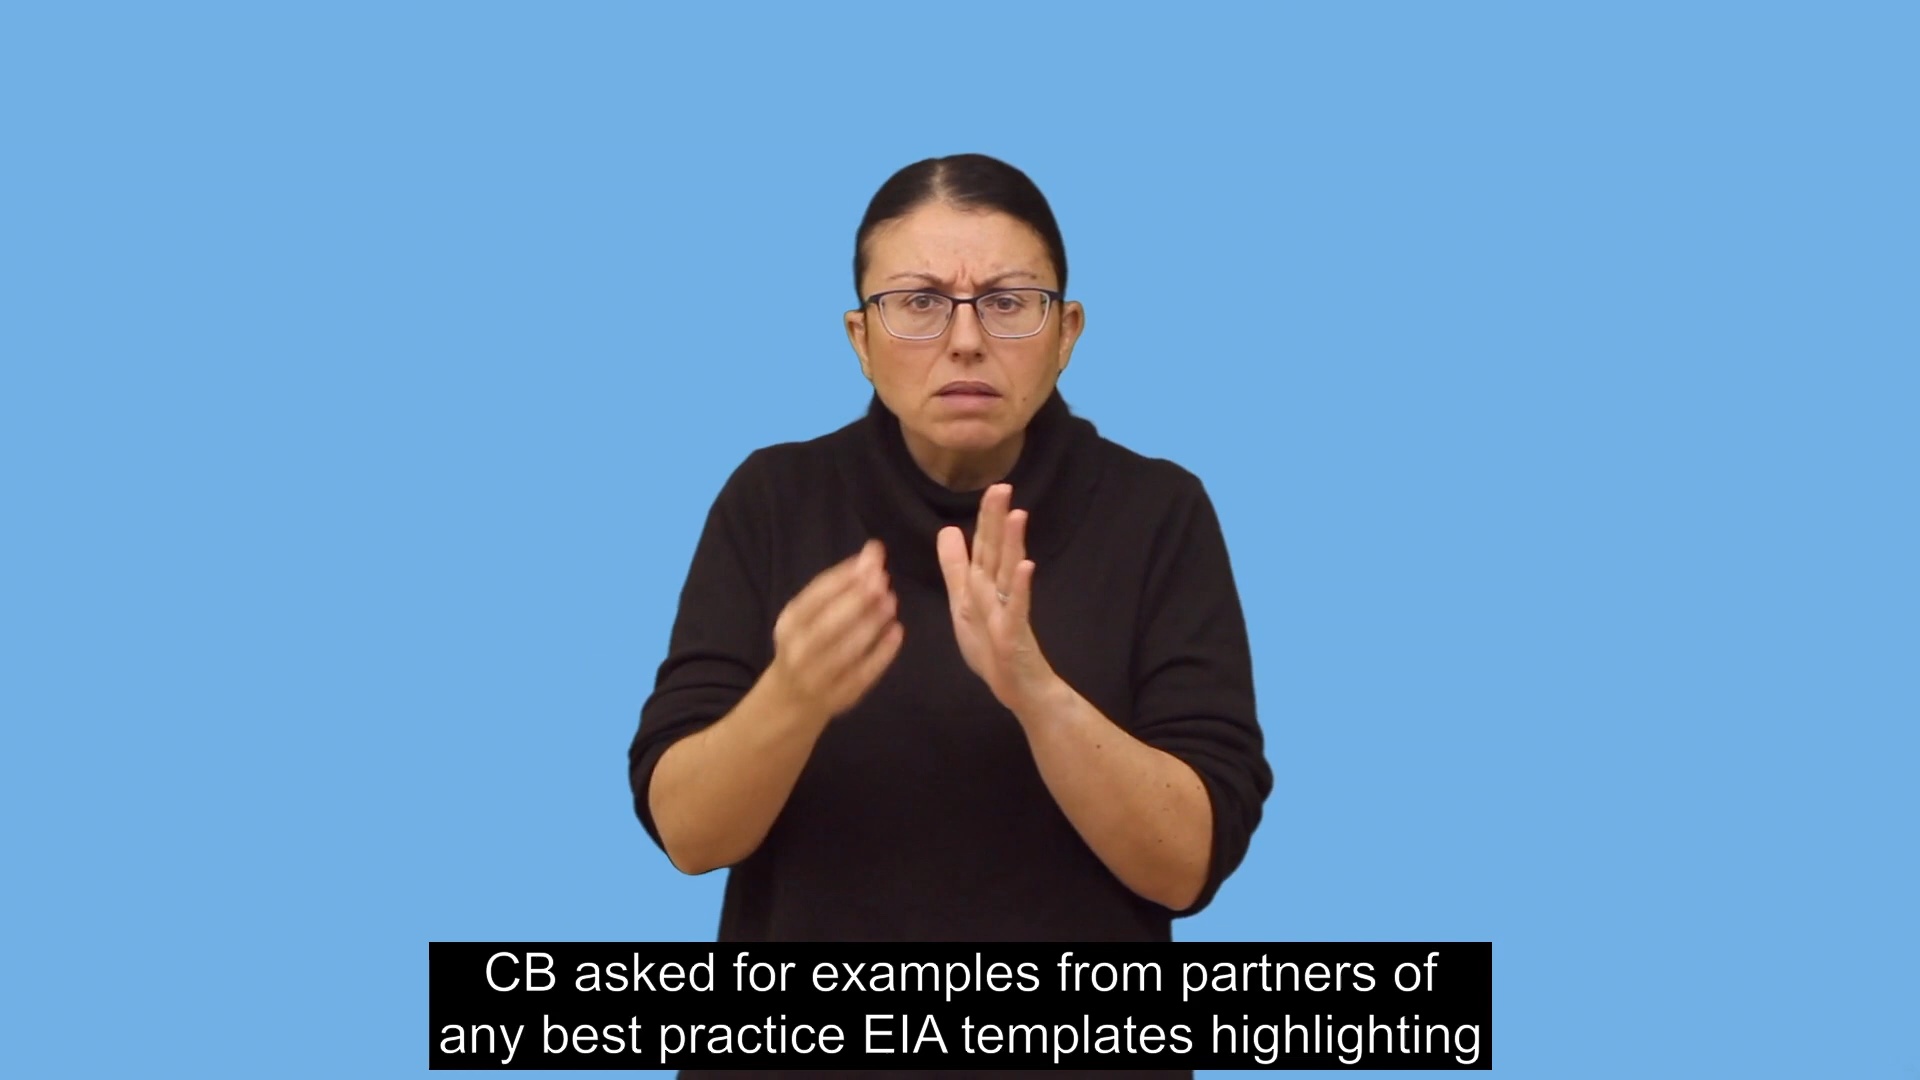 CB asked for examples from partners of
any best practice EIA templates highlighting